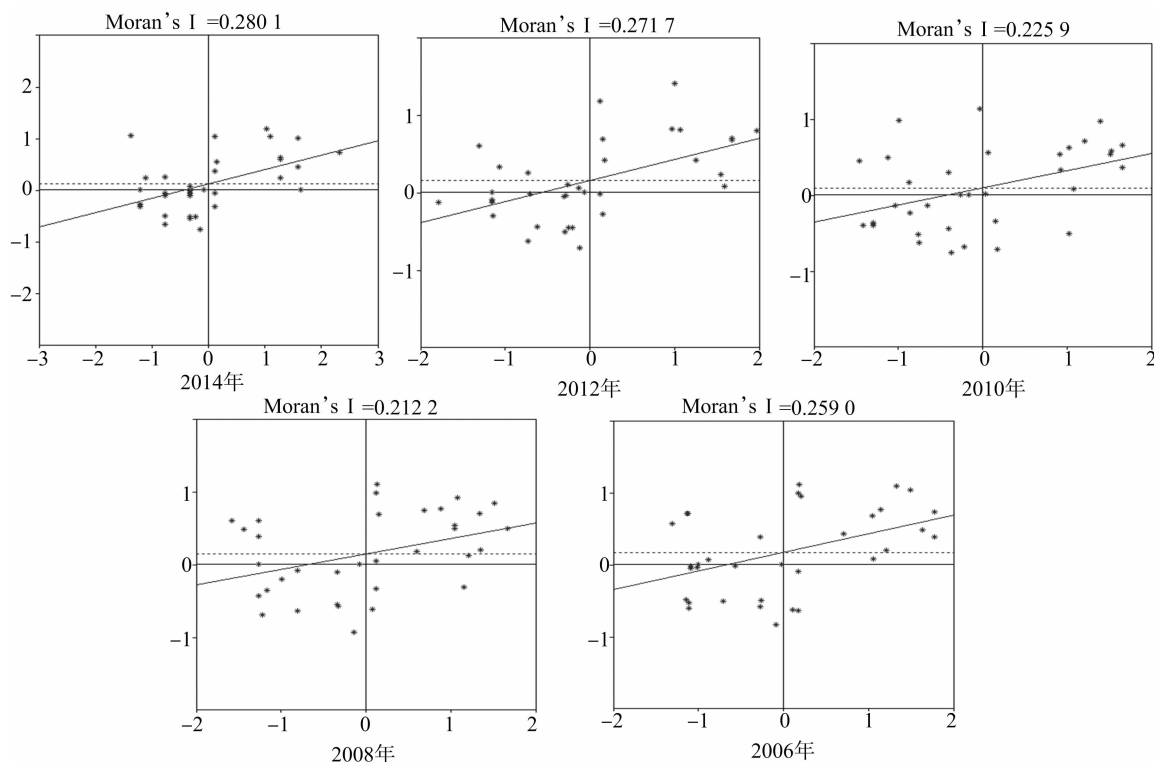 Moran's I =0.280 1
2
1
0
−1
−2
−3 −2 −1 0 1 2 3
2014年
Moran's I =0.271 7
1
0
−1
−2 −1 0 1 2
2012年
Moran's I =0.225 9
1
0
−1
−2 −1 0 1 2
2010年
Moran's I =0.212 2
1
0
−1
−2 −1 0 1 2
2008年
Moran's I =0.259 0
1
0
−1
−2 −1 0 1 2
2006年